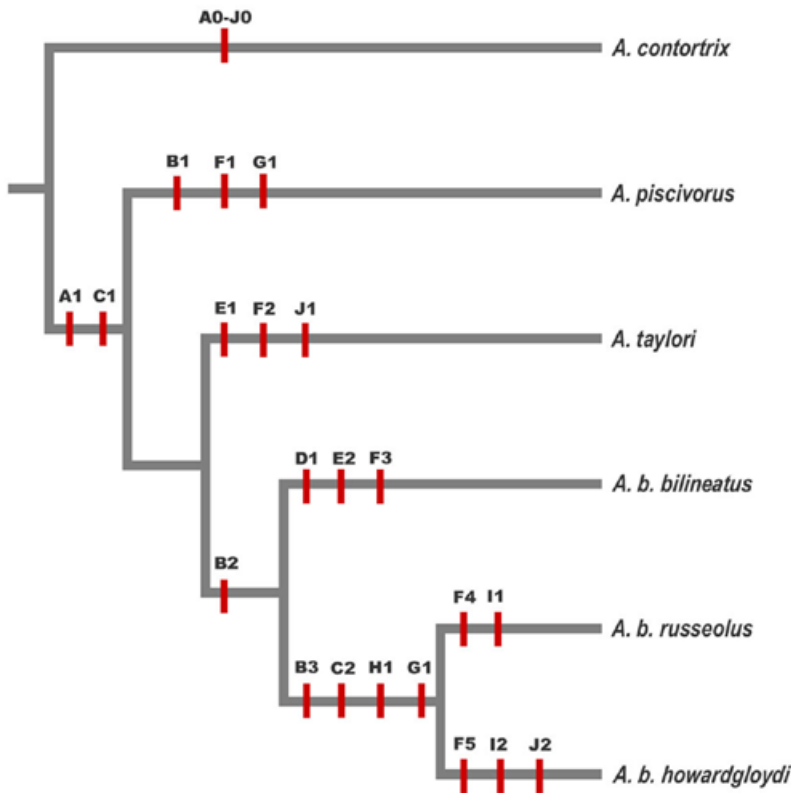 A0-J0
A. contortrix
B1 F1 G1
A. piscivorus
A1 C1
E1 F2 J1
A. taylori
D1 E2 F3
A. b. bilineatus
B2
F4 I1
A. b. russeolus
B3 C2 H1 G1
F5 I2 J2
A. b. howardgloydi